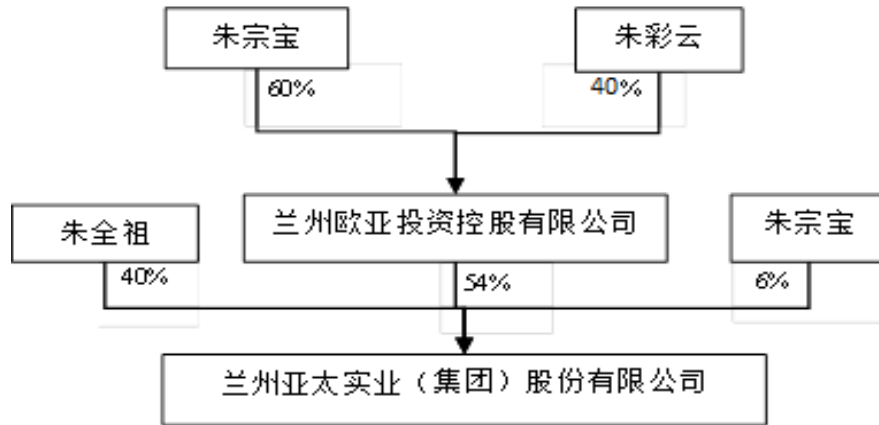 朱宗宝
朱彩云
60%
40%
朱全祖
兰州欧亚投资控股有限公司
朱宗宝
40%
54%
6%
兰州亚太实业（集团）股份有限公司